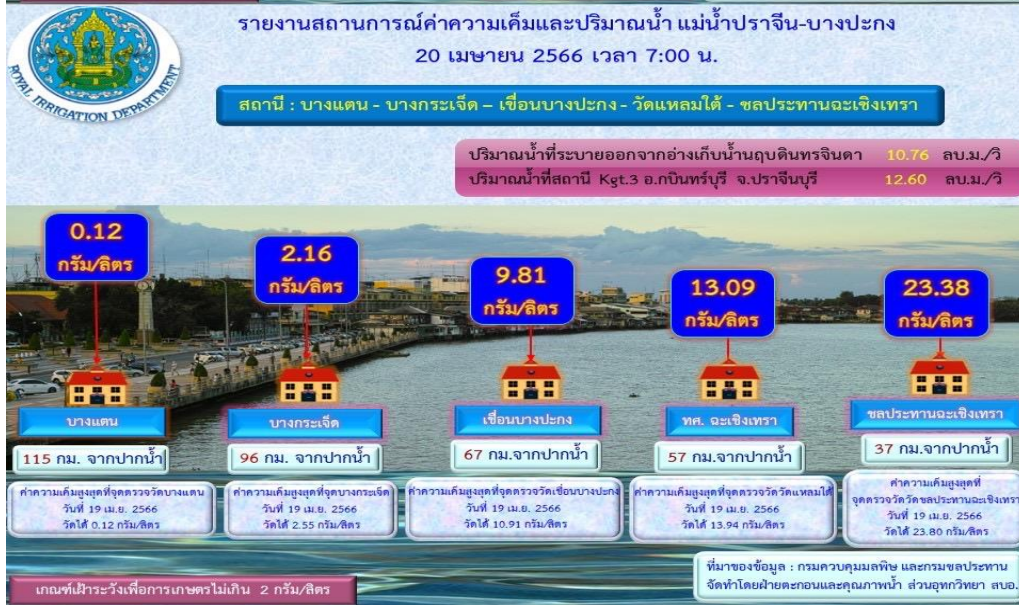 รายงานสถานการณ์ค่าความเค็มและปริมาณน้ำ แม่น้ำปราจีน-บางปะกง
20 เมษายน 2566 เวลา 7:00 น.
ROYAL IRRIGATION DEPARTMENT
สถานี : บางแตน - บางกระเจ็ด – เขื่อนบางปะกง - วัดแหลมใต้ - ชลประทานฉะเชิงเทรา
ปริมาณน้ำที่ระบายออกจากอ่างเก็บน้ำนฤบดินทรจินดา 10.76 ลบ.ม./วิ
ปริมาณน้ำที่สถานี Kgt.3 อ.กบินทร์บุรี จ.ปราจีนบุรี 12.60 ลบ.ม./วิ
0.12
กรัม/ลิตร
บางแตน
115 กม. จากปากน้ำ
ค่าความเค็มสูงสุดที่จุดตรวจวัดบางแตน
วันที่ 19 เม.ย. 2566
วัดได้ 0.12 กรัม/ลิตร
2.16
กรัม/ลิตร
บางกระเจ็ด
96 กม. จากปากน้ำ
ค่าความเค็มสูงสุดที่จุดบางกระเจ็ด
วันที่ 19 เม.ย. 2566
วัดได้ 2.55 กรัม/ลิตร
9.81
กรัม/ลิตร
เขื่อนบางปะกง
67 กม.จากปากน้ำ
ค่าความเค็มสูงสุดที่จุดตรวจวัดเขื่อนบางปะกง
วันที่ 19 เม.ย. 2566
วัดได้ 10.91 กรัม/ลิตร
13.09
กรัม/ลิตร
ทศ. ฉะเชิงเทรา
57 กม.จากปากน้ำ
ค่าความเค็มสูงสุดที่จุดตรวจวัดวัดแหลมใต้
วันที่ 19 เม.ย. 2566
วัดได้ 13.94 กรัม/ลิตร
23.38
กรัม/ลิตร
ชลประทานฉะเชิงเทรา
37 กม.จากปากน้ำ
ค่าความเค็มสูงสุดที่
จุดตรวจวัดวัดชลประทานฉะเชิงเทรา
วันที่ 19 เม.ย. 2566
วัดได้ 23.80 กรัม/ลิตร
เกณฑ์เฝ้าระวังเพื่อการเกษตรไม่เกิน 2 กรัม/ลิตร
ที่มาของข้อมูล : กรมควบคุมมลพิษ และกรมชลประทาน
จัดทำโดยฝ่ายตะกอนและคุณภาพน้ำ ส่วนอุทกวิทยา สบอ.